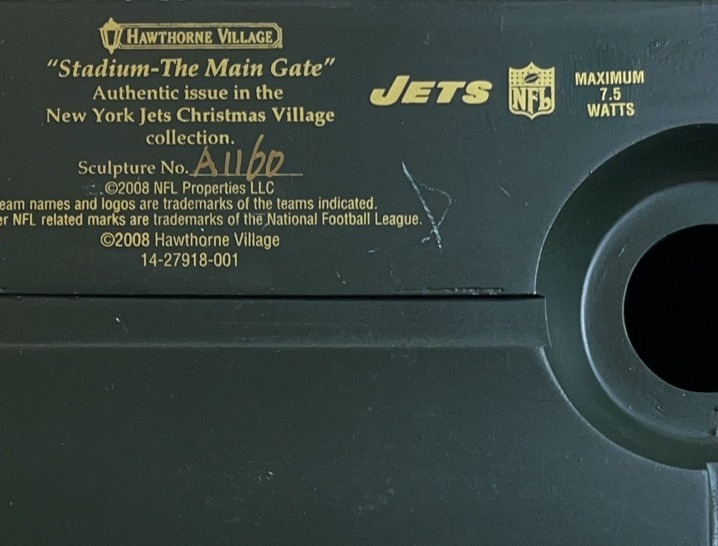 HAWTHORNE VILLAGE
"Stadium-The Main Gate"
Authentic issue in the
New York Jets Christmas Village
collection.
Sculpture No. A1160
©2008 NFL Properties LLC
eam names and logos are trademarks of the teams indicated.
er NFL related marks are trademarks of the National Football League.
©2008 Hawthorne Village
14-27918-001
JETS
NFL
MAXIMUM
7.5
WATTS